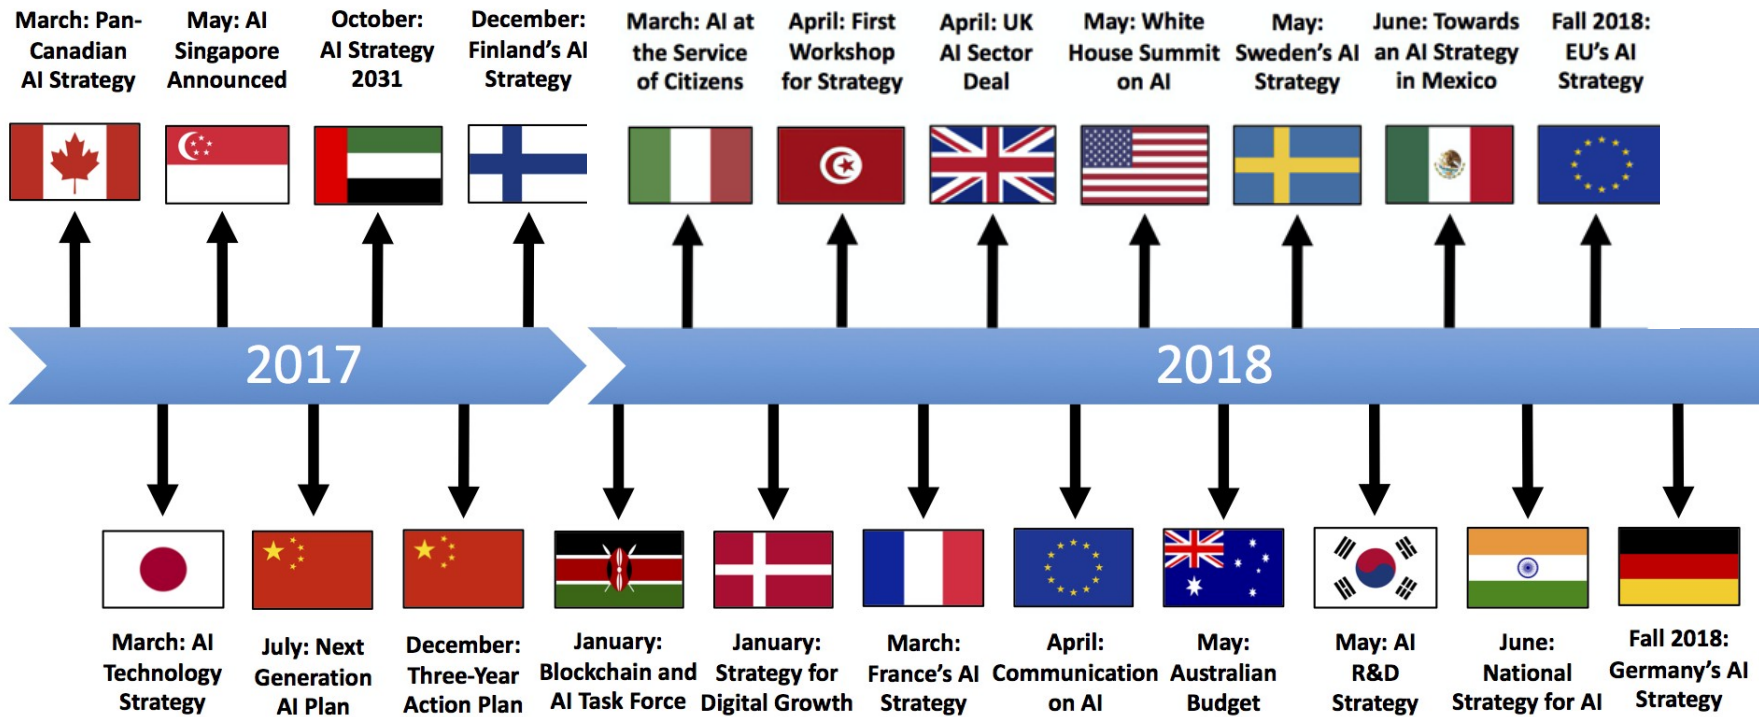 March: Pan-
Canadian
AI Strategy
May: AI
Singapore
Announced
October:
AI Strategy
2031
December:
Finland's AI
Strategy
March: AI at
the Service
of Citizens
April: First
Workshop
for Strategy
April: UK
AI Sector
Deal
May: White
House Summit
on AI
May:
Sweden's AI
Strategy
June: Towards
an AI Strategy
in Mexico
Fall 2018:
EU's AI
Strategy
2017
2018
March: AI
Technology
Strategy
July: Next
Generation
AI Plan
December:
Three-Year
Action Plan
January:
Blockchain and
AI Task Force
January:
Strategy for
Digital Growth
March:
France's AI
Strategy
April:
Communication
on AI
May:
Australian
Budget
May: AI
R&D
Strategy
June:
National
Strategy for AI
Fall 2018:
Germany's AI
Strategy